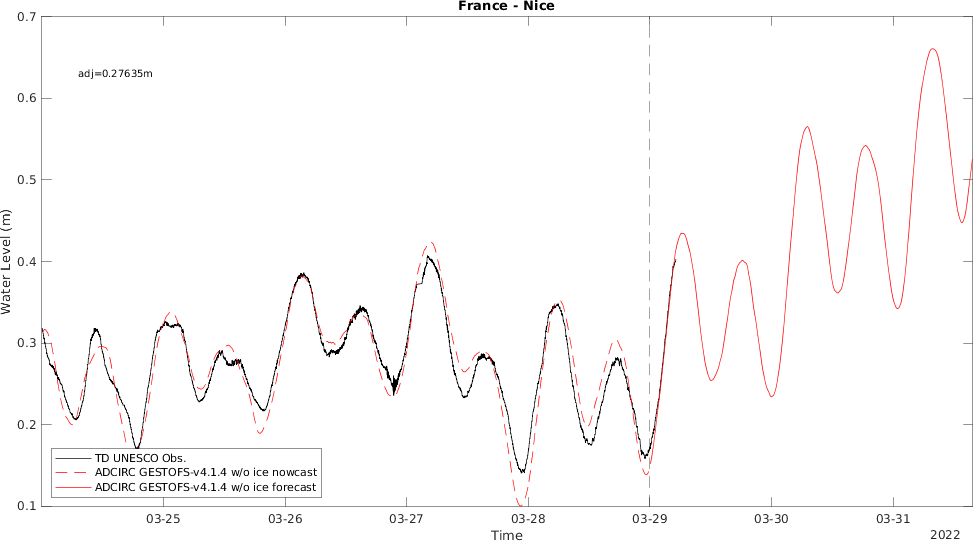 France - Nice
adj=0.27635m
0.7
0.6
0.5
0.4
0.3
0.2
0.1
Water Level (m)
TD UNESCO Obs.
ADCIRC GESTOFS-v4.1.4 w/o ice nowcast
ADCIRC GESTOFS-v4.1.4 w/o ice forecast
03-25 03-26 03-27 03-28 03-29 03-30 03-31
Time
2022